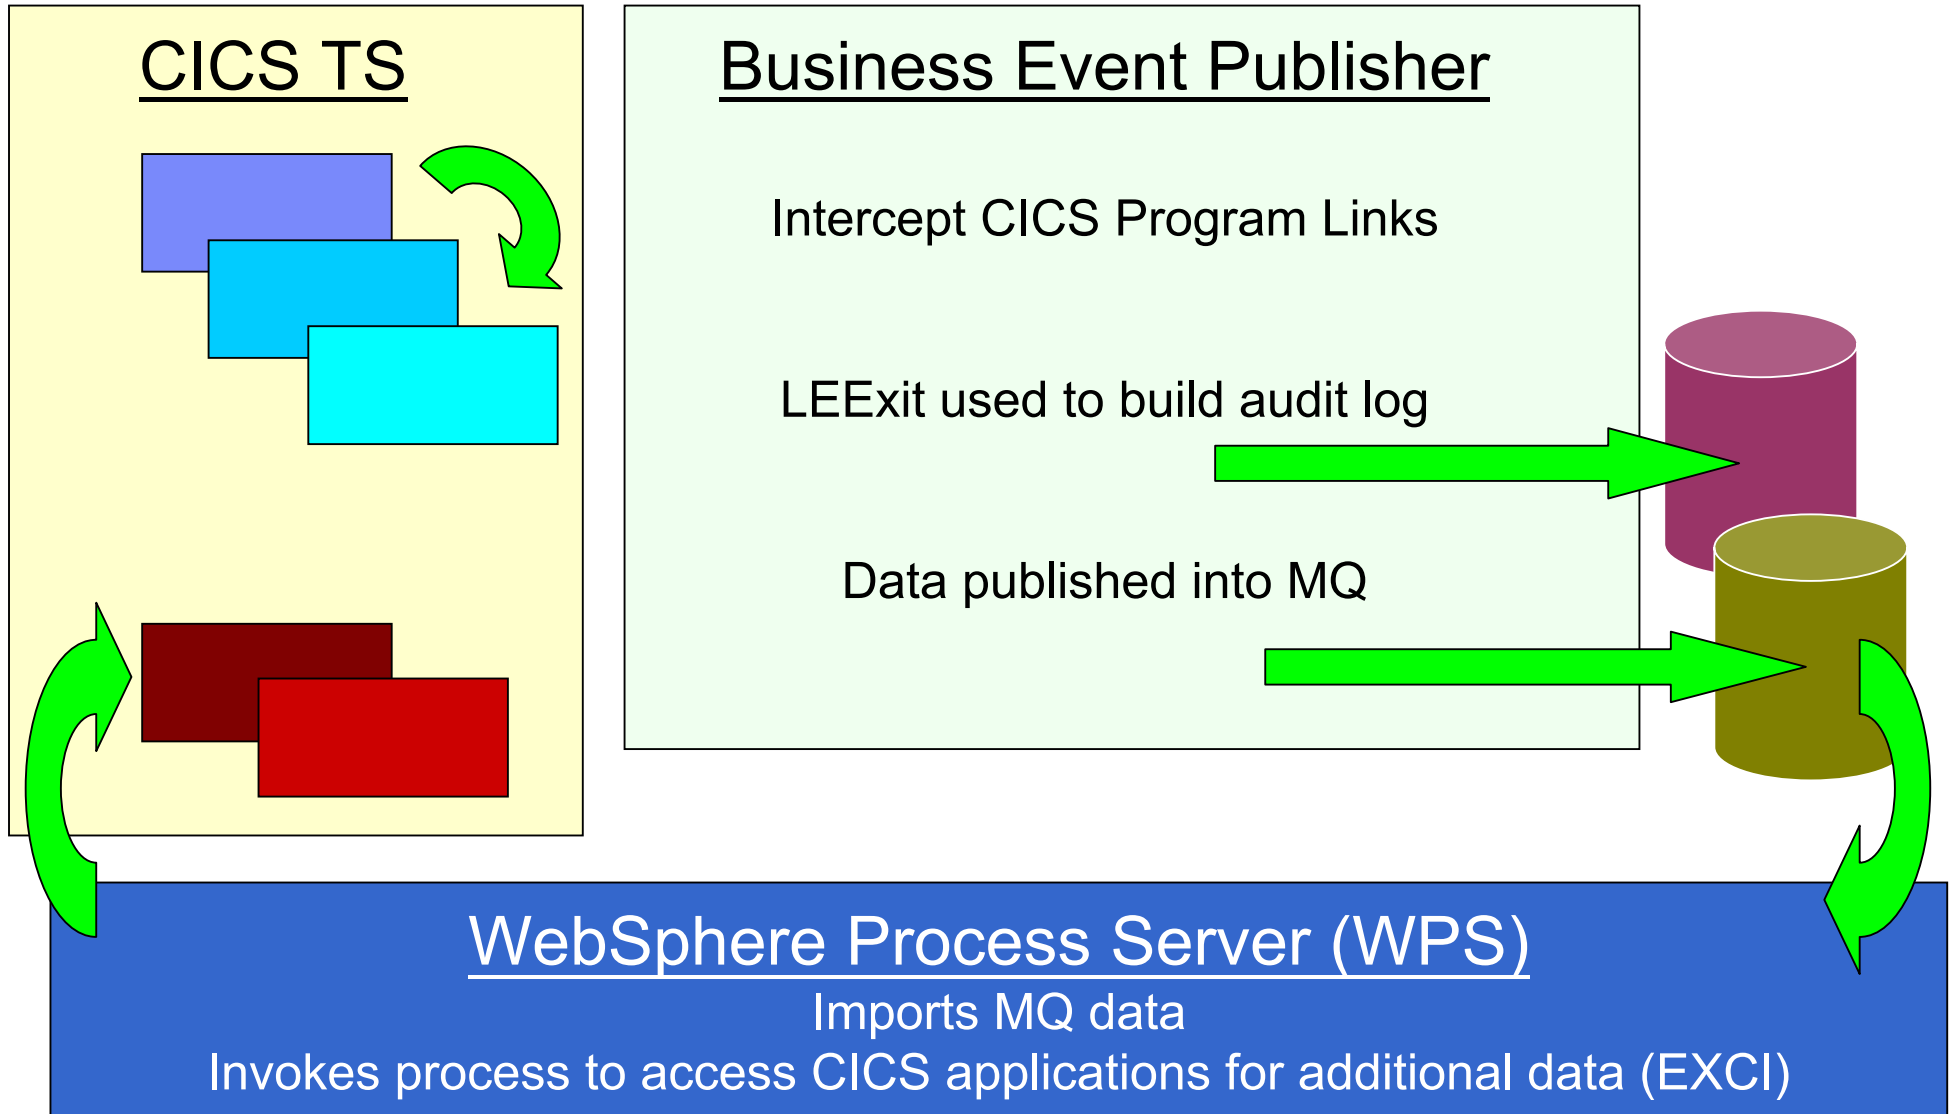 CICS TS
Business Event Publisher
Intercept CICS Program Links
LEExit used to build audit log
Data published into MQ
WebSphere Process Server (WPS)
Imports MQ data
Invokes process to access CICS applications for additional data (EXCI)